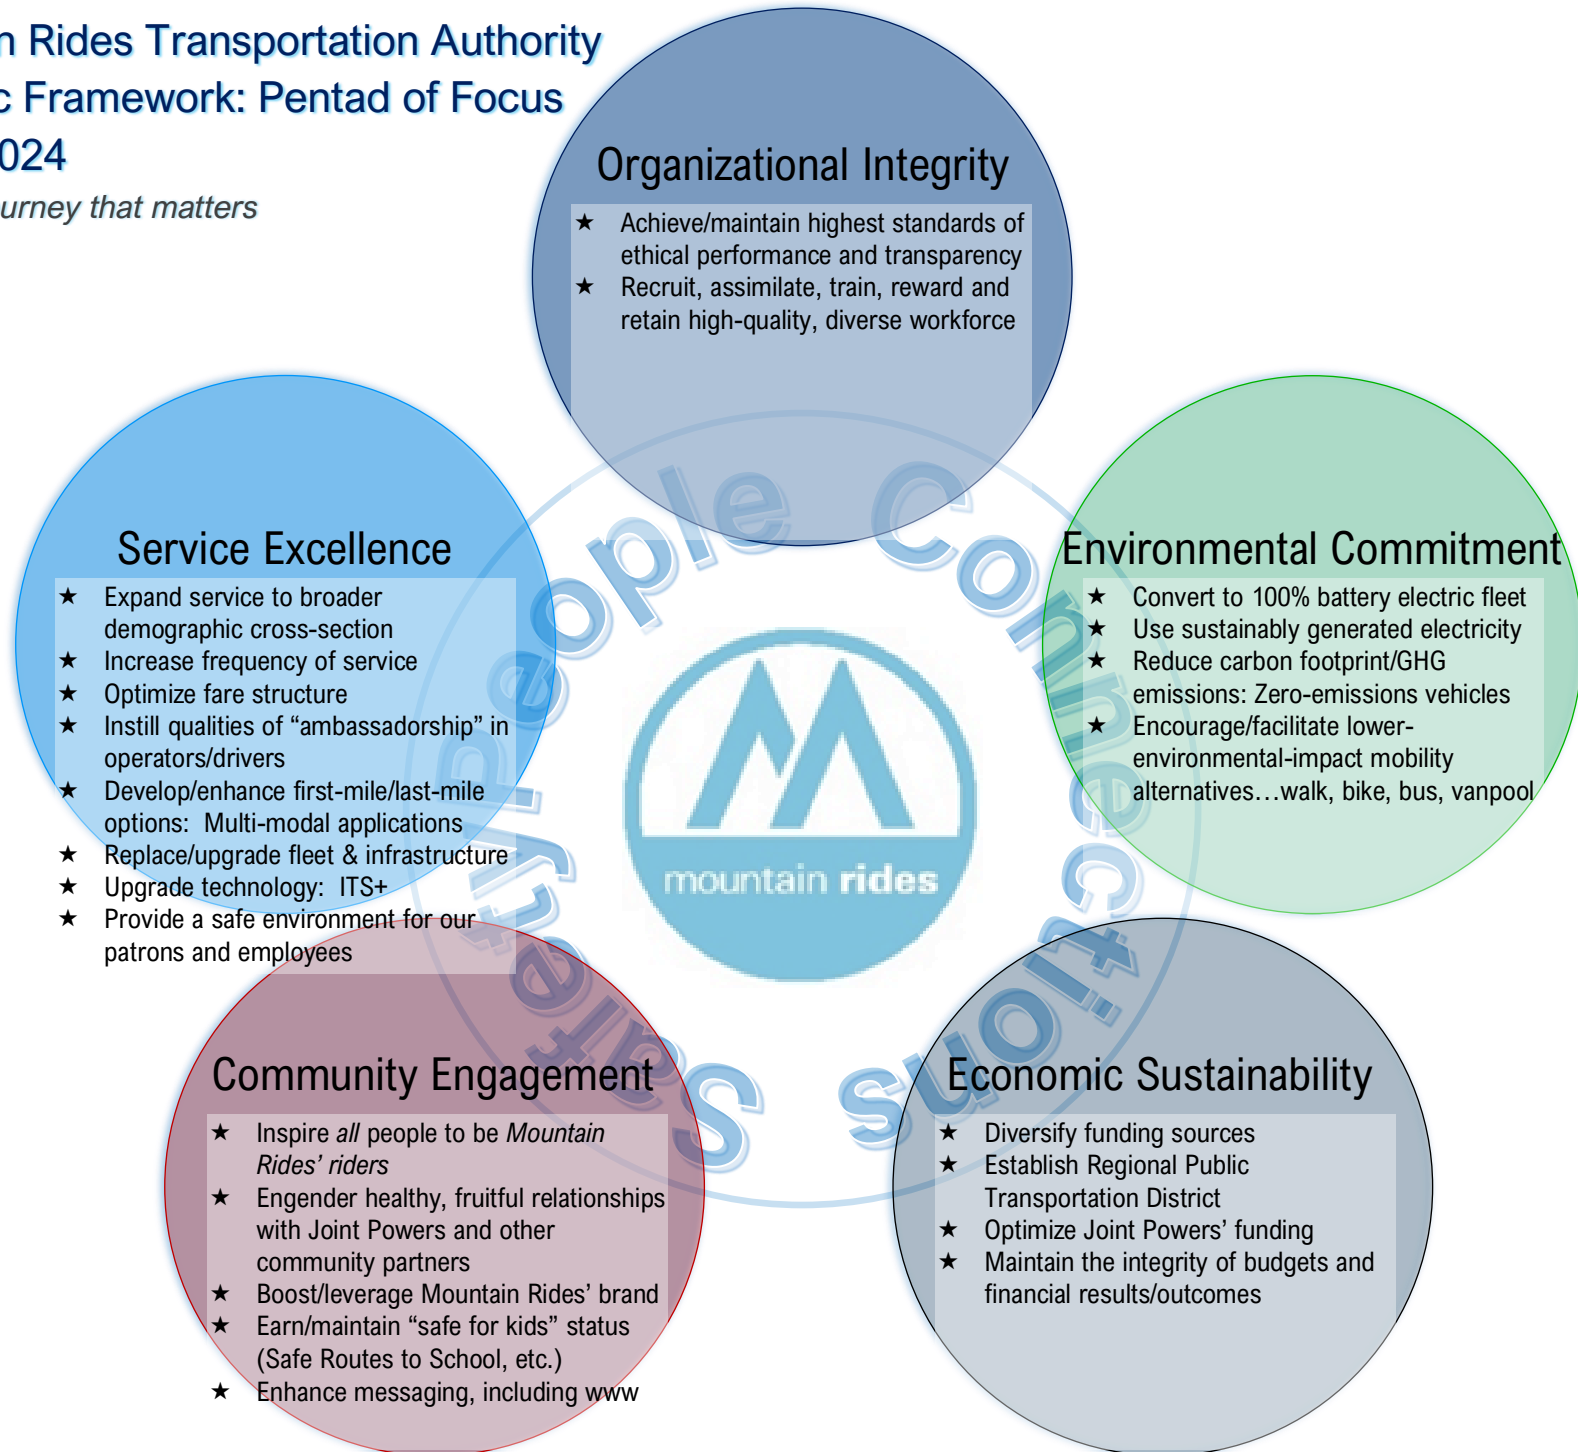 n Rides Transportation Authority
c Framework: Pentad of Focus
024
urney that matters
Organizational Integrity
★ Achieve/maintain highest standards of
ethical performance and transparency
★ Recruit, assimilate, train, reward and
retain high-quality, diverse workforce
Service Excellence
★ Expand service to broader
demographic cross-section
★ Increase frequency of service
★ Optimize fare structure
★ Instill qualities of “ambassadorship” in
operators/drivers
★ Develop/enhance first-mile/last-mile
options: Multi-modal applications
★ Replace/upgrade fleet & infrastructure
★ Upgrade technology: ITS+
★ Provide a safe environment for our
patrons and employees
Environmental Commitment
★ Convert to 100% battery electric fleet
★ Use sustainably generated electricity
★ Reduce carbon footprint/GHG
emissions: Zero-emissions vehicles
★ Encourage/facilitate lower-
environmental-impact mobility
alternatives…walk, bike, bus, vanpool
People Connections Safety
mountain rides
Community Engagement
★ Inspire all people to be Mountain
Rides’ riders
★ Engender healthy, fruitful relationships
with Joint Powers and other
community partners
★ Boost/leverage Mountain Rides’ brand
★ Earn/maintain “safe for kids” status
(Safe Routes to School, etc.)
★ Enhance messaging, including www
Economic Sustainability
★ Diversify funding sources
★ Establish Regional Public
Transportation District
★ Optimize Joint Powers’ funding
★ Maintain the integrity of budgets and
financial results/outcomes